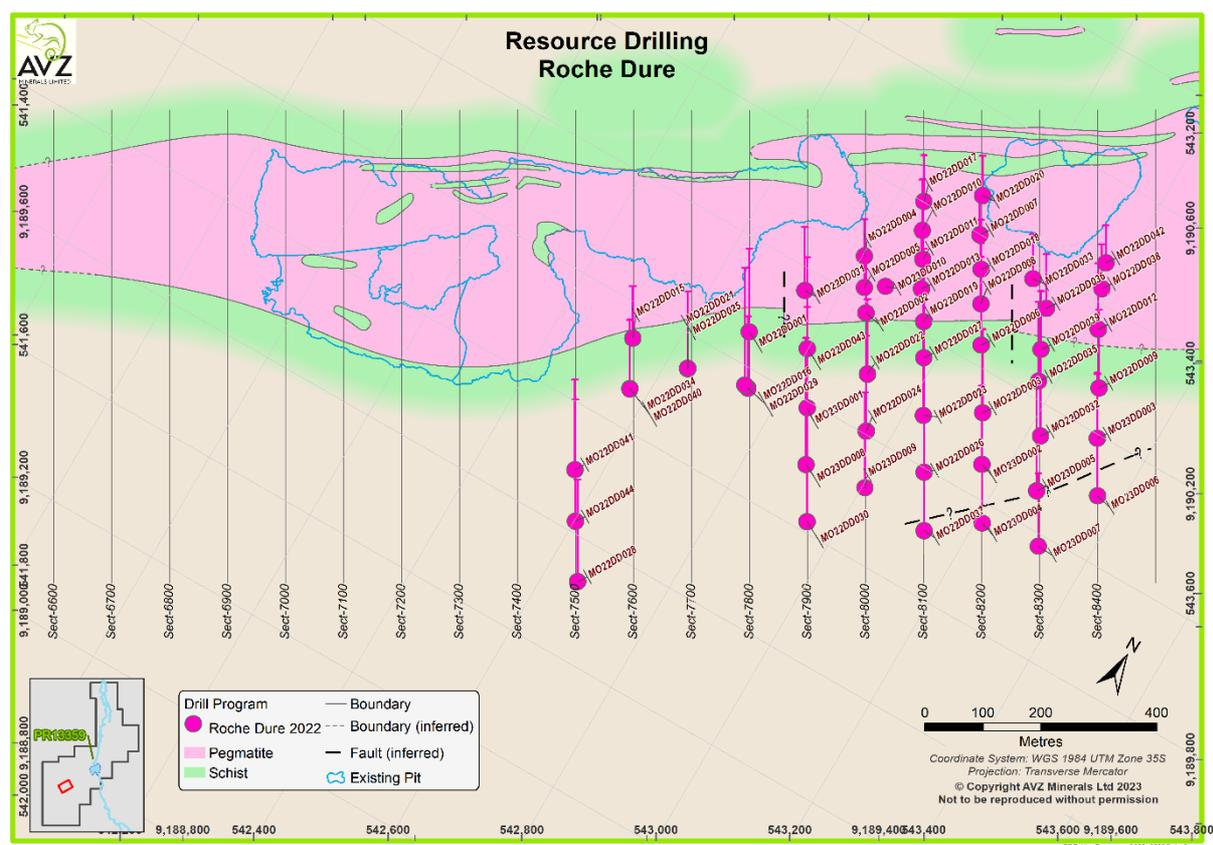 Resource Drilling
Roche Dure
AVZ
MINERALS LIMITED
541,400
9,189,600
541,600
9,189,200
541,800
9,189,000
9,188,800
542,000
543,200
9,190,600
543,400
9,190,200
543,600
9,189,800
MO22DD017
MO22DD010
MO22DD020
MO22DD004
MO22DD011
MO22DD007
MO22DD005
MO22DD018
MO22DD042
MO22DD031
MO23DD010
MO22DD013
MO22DD033
MO22DD038
MO22DD015
MO22DD021
MO22DD025
MO22DD002
MO22DD019
MO22DD006
MO22DD012
MO22DD001
MO22DD039
MO22DD043
MO22DD022
MO22DD027
MO22DD035
MO22DD009
MO22DD034
MO22DD040
MO22DD016
MO22DD029
MO23DD001
MO22DD024
MO22DD023
MO22DD003
MO22DD032
MO23DD003
MO22DD041
MO23DD008
MO23DD009
MO22DD026
MO23DD002
MO23DD005
MO23DD006
MO22DD044
MO22DD030
MO22DD037
MO23DD004
MO23DD007
MO22DD028
? ? ? ? ? ? ?
Sect-6600
Sect-6700
Sect-6800
Sect-6900
Sect-7000
Sect-7100
Sect-7200
Sect-7300
Sect-7400
Sect-7500
Sect-7600
Sect-7700
Sect-7800
Sect-7900
Sect-8000
Sect-8100
Sect-8200
Sect-8300
Sect-8400
N
PR13359
Drill Program
Roche Dure 2022
Pegmatite
Schist
Boundary
Boundary (inferred)
Fault (inferred)
Existing Pit
0 100 200 400
Metres
Coordinate System: WGS 1984 UTM Zone 35S
Projection: Transverse Mercator
© Copyright AVZ Minerals Ltd 2023
Not to be reproduced without permission
9,188,800 542,400 542,600 542,800 543,000 543,200 9,189,400 543,400 543,600 9,189,600 543,800